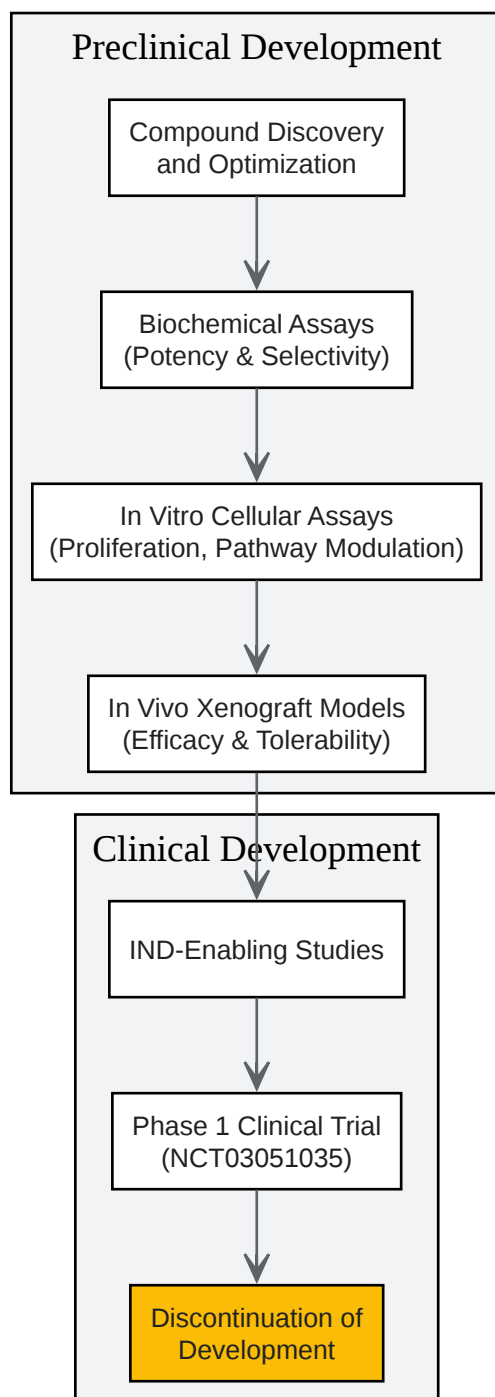 Preclinical Development
Compound Discovery
and Optimization
Biochemical Assays
(Potency & Selectivity)
In Vitro Cellular Assays
(Proliferation, Pathway Modulation)
In Vivo Xenograft Models
(Efficacy & Tolerability)
Clinical Development
IND-Enabling Studies
Phase 1 Clinical Trial
(NCT03051035)
Discontinuation of
Development